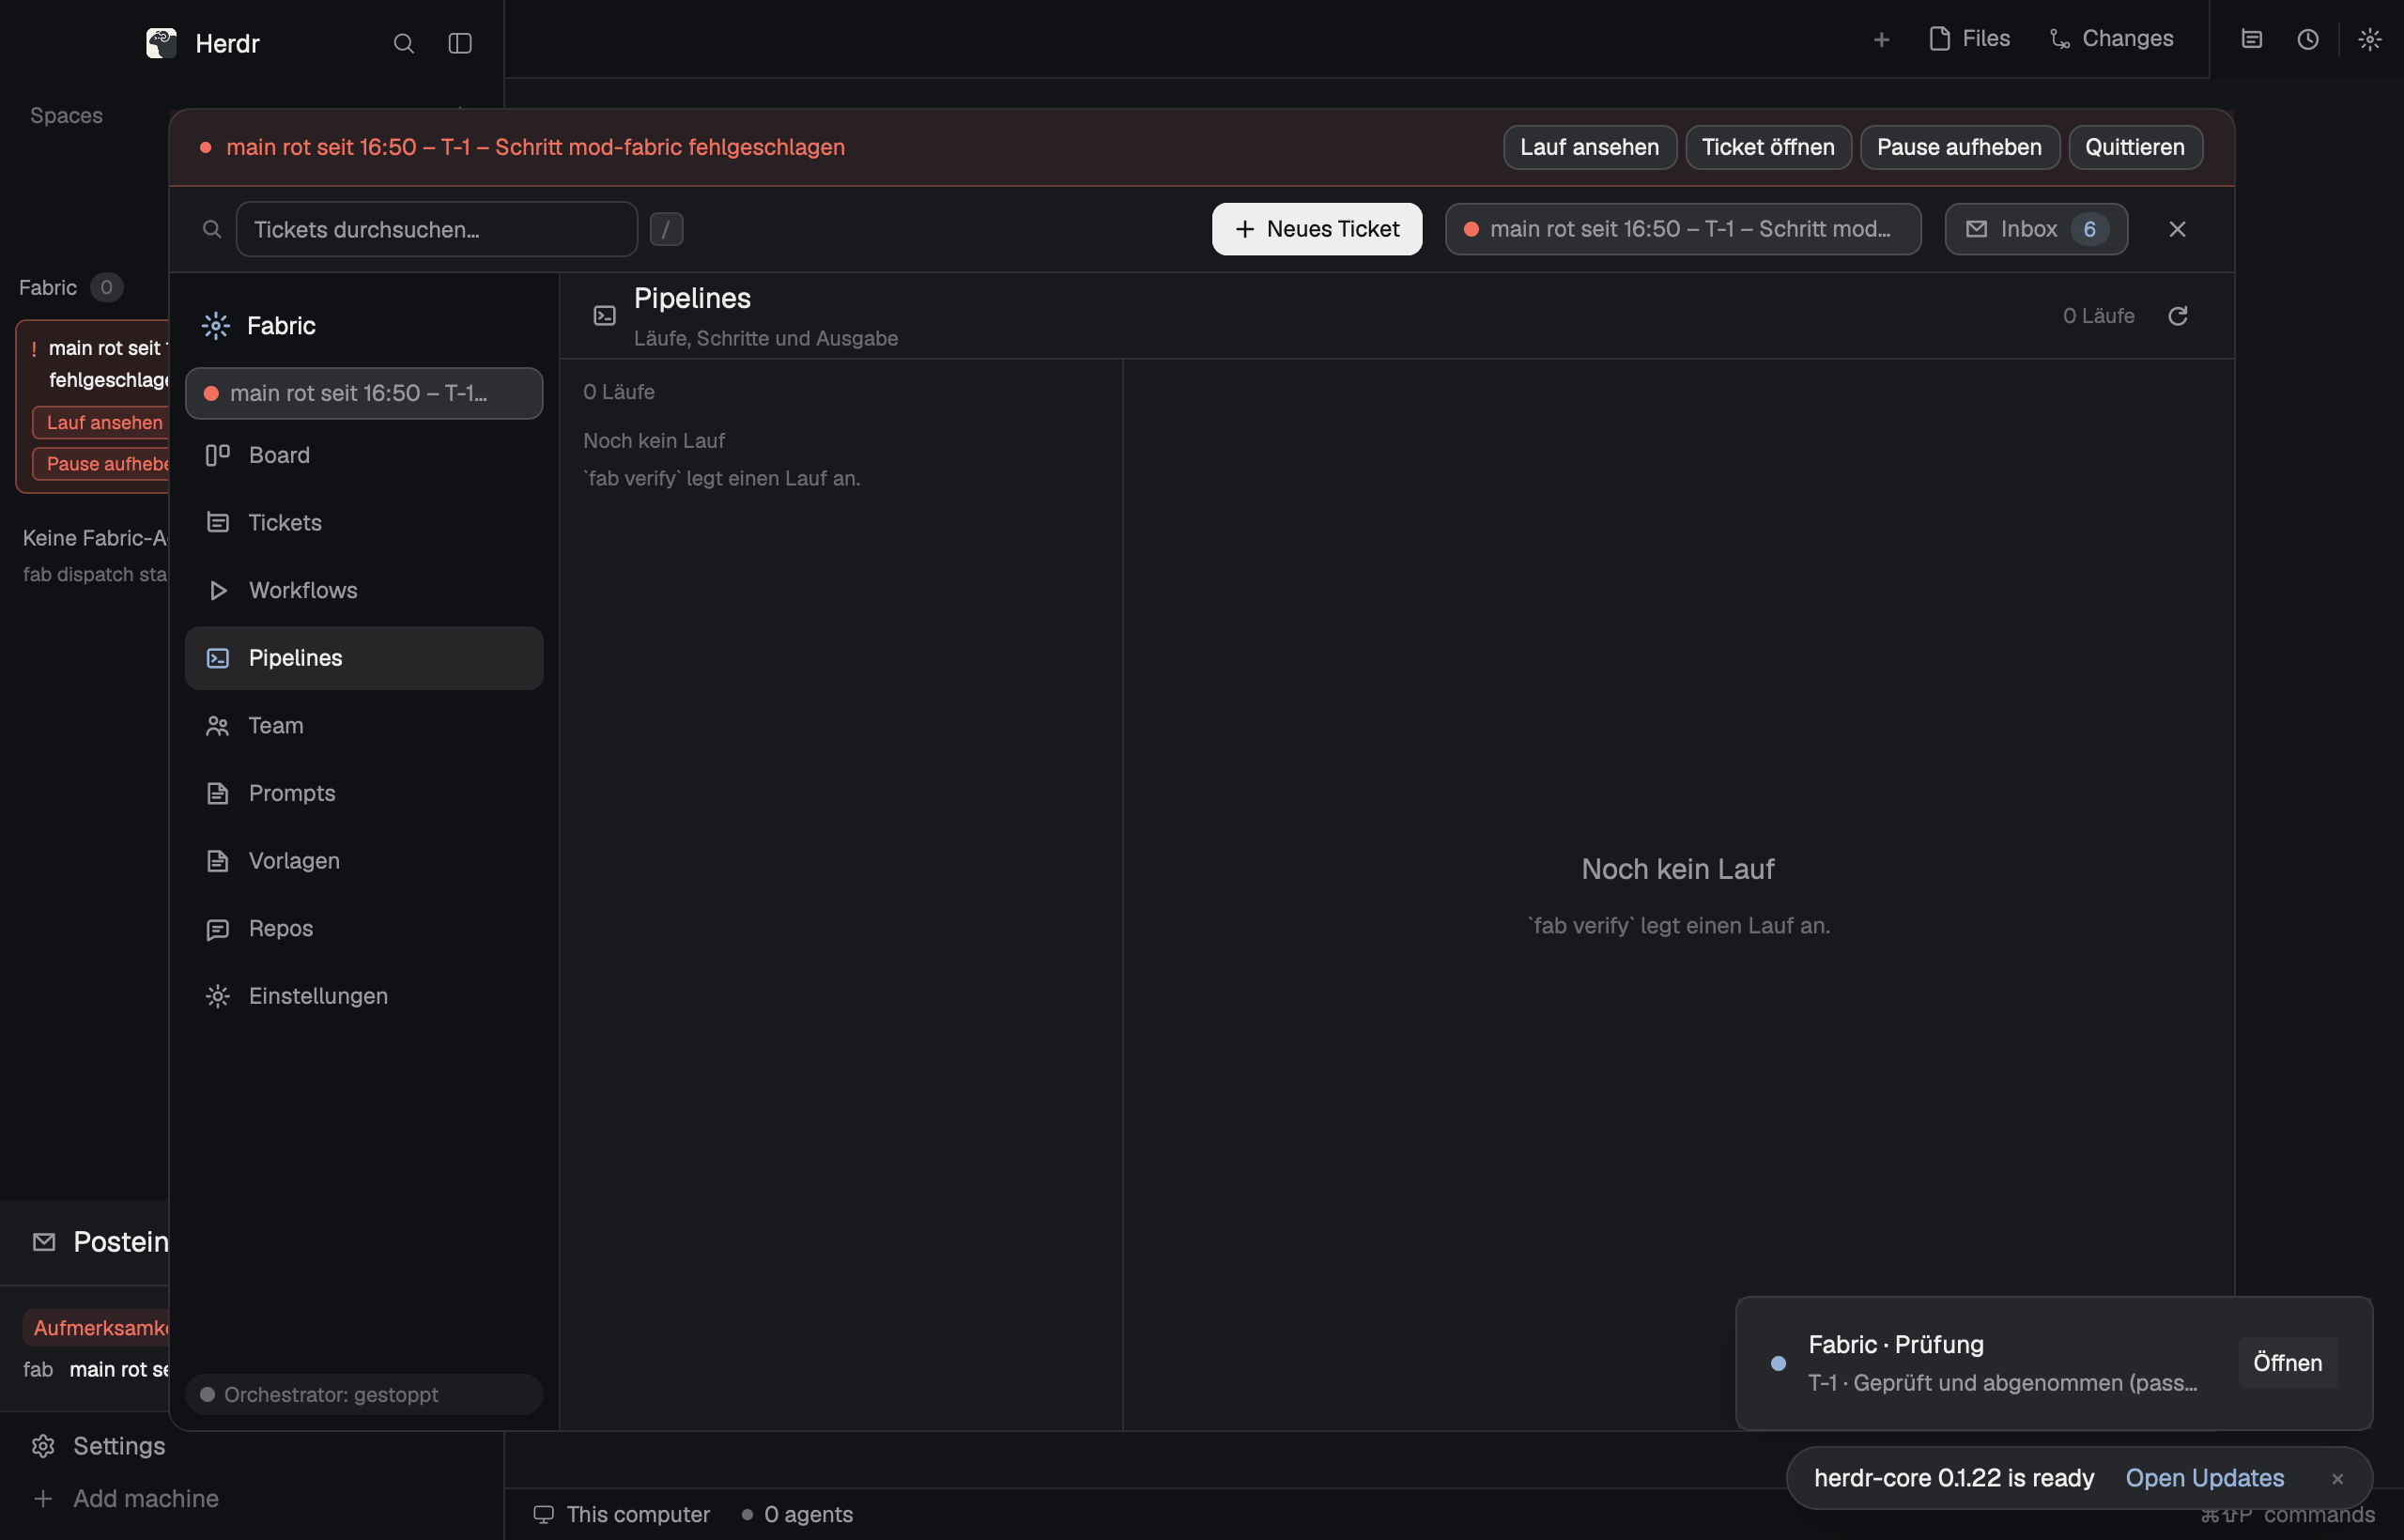 Herdr
Files
Changes
Spaces
main rot seit 16:50 – T-1 – Schritt mod-fabric fehlgeschlagen
Lauf ansehen
Ticket öffnen
Pause aufheben
Quittieren
Tickets durchsuchen...
/
+ Neues Ticket
main rot seit 16:50 – T-1 – Schritt mod...
Inbox 6
Fabric 0
! main rot seit
fehlgeschlage
Lauf ansehen
Pause aufhebe
Keine Fabric-A
fab dispatch sta
Fabric
main rot seit 16:50 – T-1...
Board
Tickets
Workflows
Pipelines
Team
Prompts
Vorlagen
Repos
Einstellungen
Orchestrator: gestoppt
Pipelines
Läufe, Schritte und Ausgabe
0 Läufe
0 Läufe
Noch kein Lauf
`fab verify` legt einen Lauf an.
Noch kein Lauf
`fab verify` legt einen Lauf an.
Postein
Aufmerksamke
fab main rot se
Settings
+ Add machine
Fabric · Prüfung
T-1 · Geprüft und abgenommen (pass...
Öffnen
herdr-core 0.1.22 is ready
Open Updates
×
This computer
0 agents
⌘⇧P commands